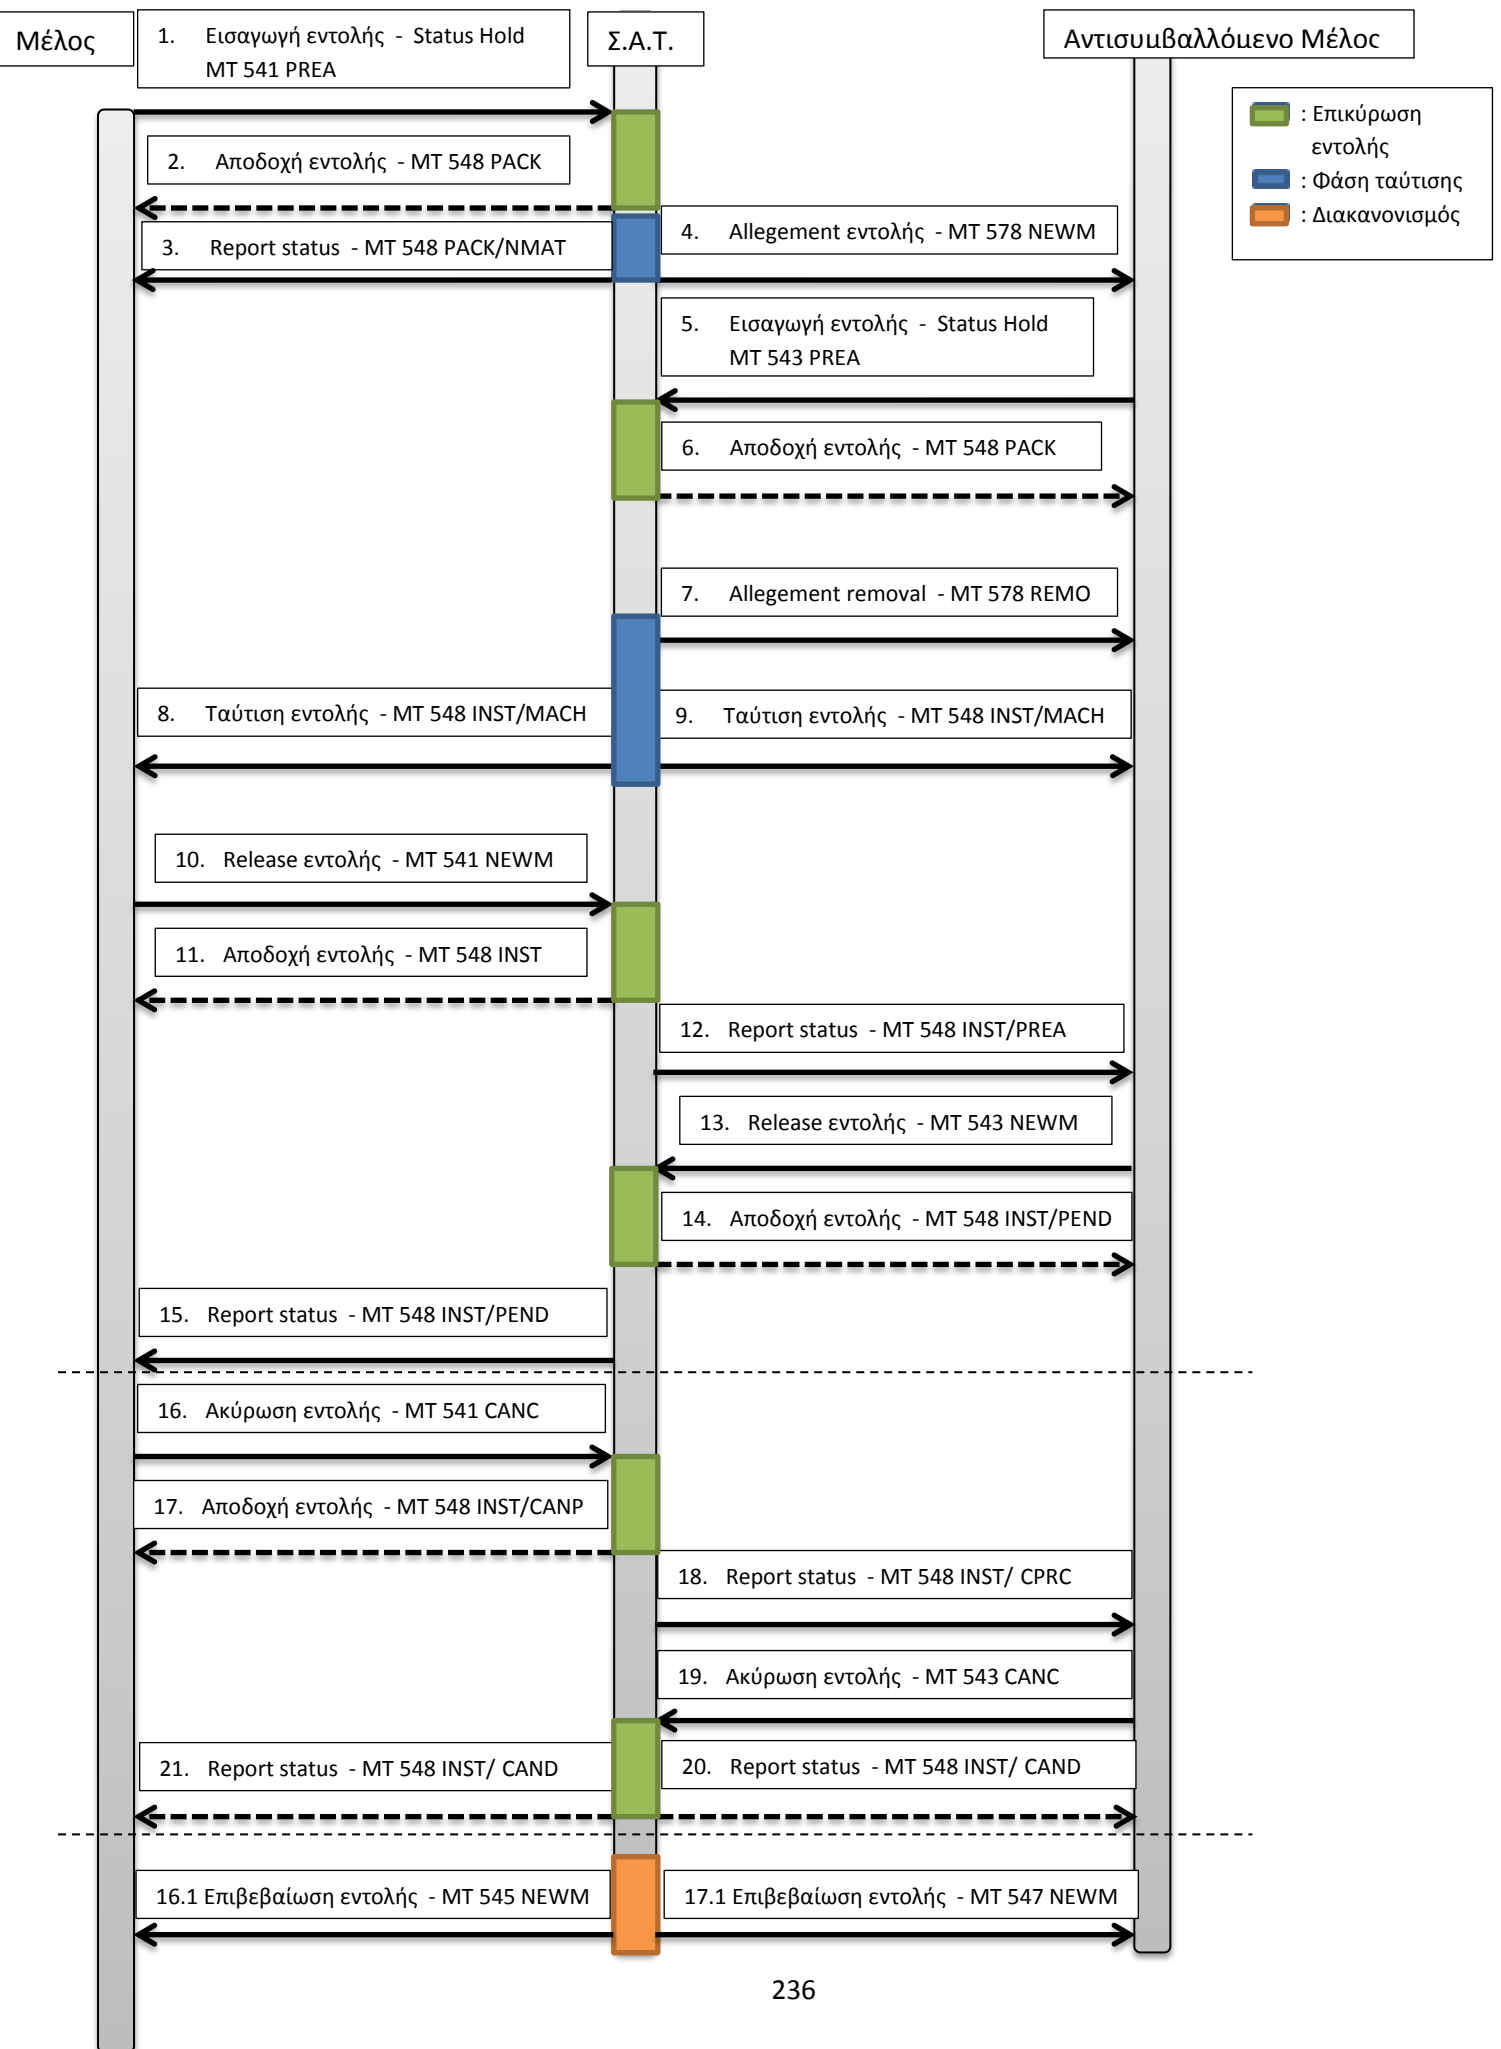 Μέλος
Σ.Α.Τ.
Αντισυμβαλλόμενο Μέλος
1. Εισαγωγή εντολής - Status Hold
MT 541 PREA
: Επικύρωση
εντολής
: Φάση ταύτισης
: Διακανονισμός
2. Αποδοχή εντολής - MT 548 PACK
3. Report status - MT 548 PACK/NMAT
4. Allegement εντολής - MT 578 NEWM
5. Εισαγωγή εντολής - Status Hold
MT 543 PREA
6. Αποδοχή εντολής - MT 548 PACK
7. Allegement removal - MT 578 REMO
8. Ταύτιση εντολής - MT 548 INST/MACH
9. Ταύτιση εντολής - MT 548 INST/MACH
10. Release εντολής - MT 541 NEWM
11. Αποδοχή εντολής - MT 548 INST
12. Report status - MT 548 INST/PREA
13. Release εντολής - MT 543 NEWM
14. Αποδοχή εντολής - MT 548 INST/PEND
15. Report status - MT 548 INST/PEND
16. Ακύρωση εντολής - MT 541 CANC
17. Αποδοχή εντολής - MT 548 INST/CANP
18. Report status - MT 548 INST/ CPRC
19. Ακύρωση εντολής - MT 543 CANC
21. Report status - MT 548 INST/ CAND
20. Report status - MT 548 INST/ CAND
16.1 Επιβεβαίωση εντολής - MT 545 NEWM
17.1 Επιβεβαίωση εντολής - MT 547 NEWM
236